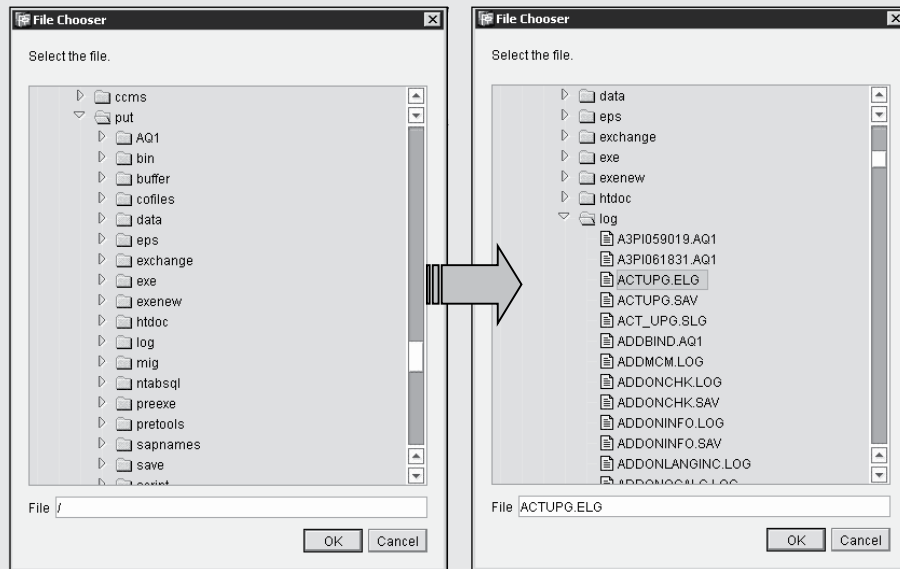 File Chooser
Select the file.
ccms
put
AQ1
bin
buffer
cofiles
data
eps
exchange
exe
exenew
htdoc
log
mig
ntabsql
preexe
pretools
sapnames
save
script
File /
OK Cancel
File Chooser
Select the file.
data
eps
exchange
exe
exenew
htdoc
log
A3PI059019.AQ1
A3PI061831.AQ1
ACTUPG.ELG
ACTUPG.SAV
ACT_UPG.SLG
ADDBIND.AQ1
ADDMCM.LOG
ADDONCHK.LOG
ADDONCHK.SAV
ADDONINFO.LOG
ADDONINFO.SAV
ADDONLANGINC.LOG
File ACTUPG.ELG
OK Cancel